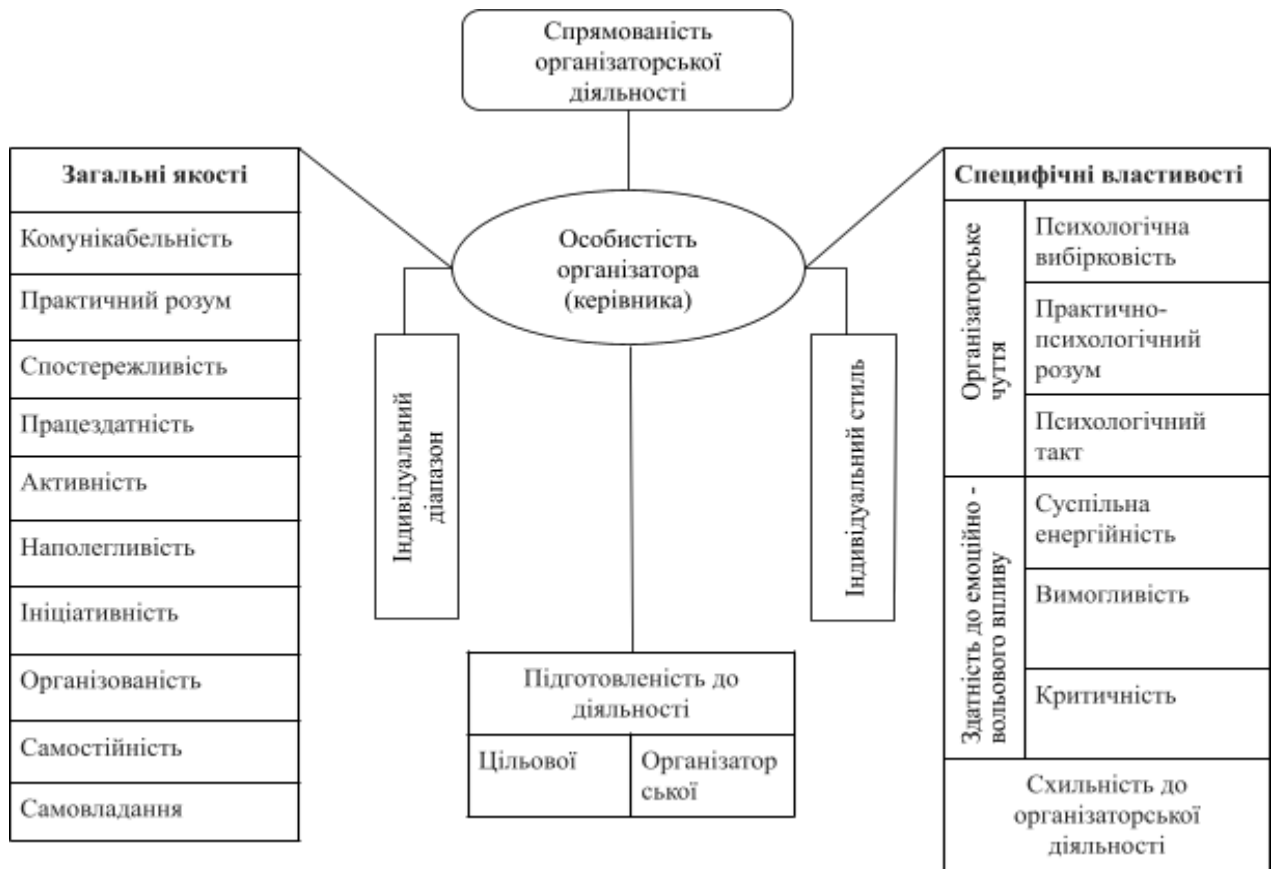 Спрямованість
організаторської
діяльності
Загальні якості
Комунікабельність
Практичний розум
Спостережливість
Працездатність
Активність
Наполегливість
Ініціативність
Організованість
Самостійність
Самовладання
Особистість
організатора
(керівника)
Індивідуальний
діапазон
Індивідуальний стиль
Підготовленість до
діяльності
Цільової
Організатор
ської
Специфічні властивості
Організаторське
чуття
Психологічна
вибірковість
Практично-
психологічний
розум
Психологічний
такт
Здатність до емоційно -
вольового впливу
Суспільна
енергійність
Вимогливість
Критичність
Схильність до
організаторської
діяльності